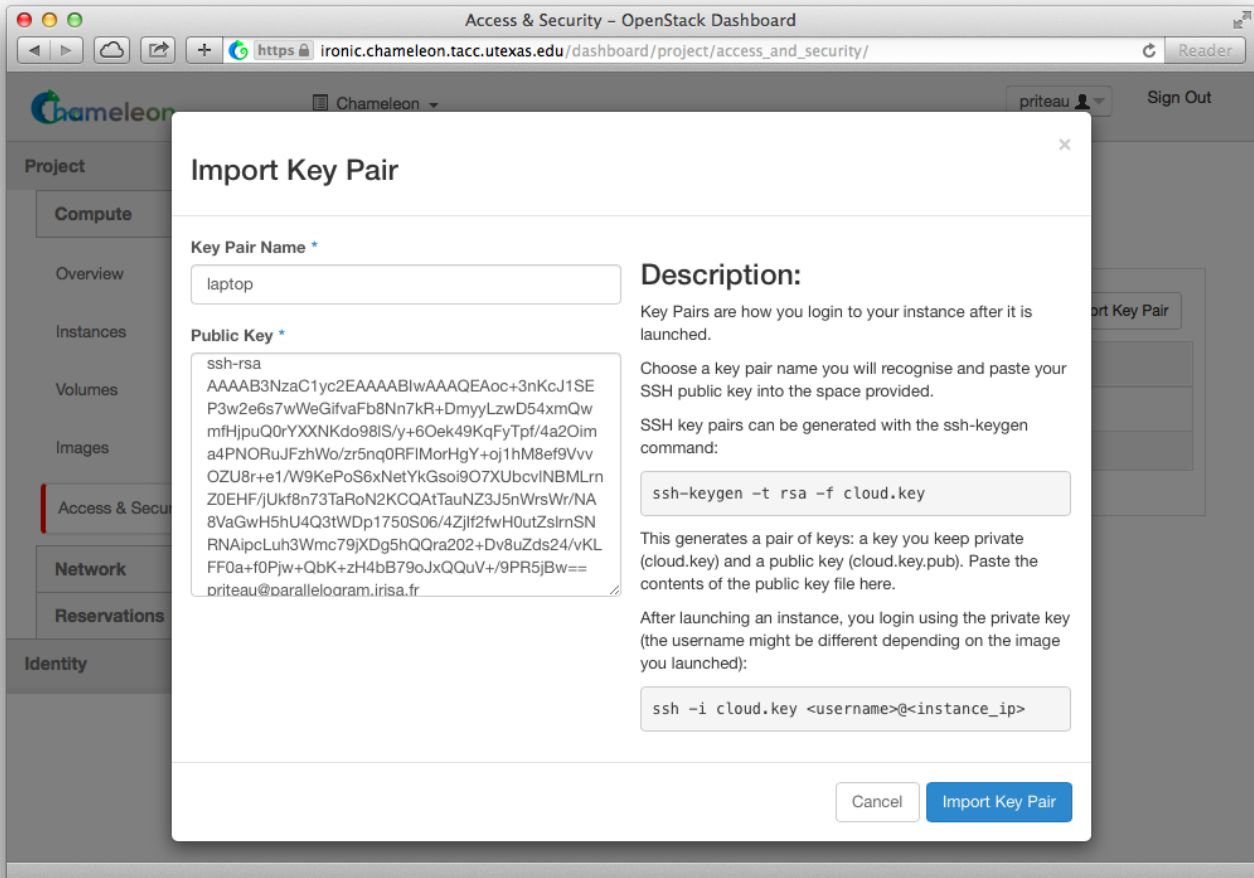 Access & Security – OpenStack Dashboard
https ironic.chameleon.tacc.utexas.edu/dashboard/project/access_and_security/
Reader
Chameleon
Chameleon
priteau
Sign Out
Project
Compute
Overview
Instances
Volumes
Images
Access & Secur
Network
Reservations
Identity
ort Key Pair
Import Key Pair
×
Key Pair Name *
laptop
Public Key *
ssh-rsa
AAAAB3NzaC1yc2EAAAABIwAAAQEAoc+3nKcJ1SE
P3w2e6s7wWeGifvaFb8Nn7kR+DmyyLzwD54xmQw
mfHjpuQ0rYXXNKdo98lS/y+6Oek49KqFyTpf/4a2Oim
a4PNORuJFzhWo/zr5nq0RFlMorHgY+oj1hM8ef9Vvv
OZU8r+e1/W9KePoS6xNetYkGsoi9O7XUbcvlNBMLrn
Z0EHF/jUkf8n73TaRoN2KCQAtTauNZ3J5nWrsWr/NA
8VaGwH5hU4Q3tWDp1750S06/4Zjlf2fwH0utZslrnSN
RNAipcLuh3Wmc79jXDg5hQQra202+Dv8uZds24/vKL
FF0a+f0Pjw+QbK+zH4bB79oJxQQuV+/9PR5jBw==
priteau@parallelogram.irisa.fr
Description:
Key Pairs are how you login to your instance after it is
launched.
Choose a key pair name you will recognise and paste your
SSH public key into the space provided.
SSH key pairs can be generated with the ssh-keygen
command:
ssh-keygen -t rsa -f cloud.key
This generates a pair of keys: a key you keep private
(cloud.key) and a public key (cloud.key.pub). Paste the
contents of the public key file here.
After launching an instance, you login using the private key
(the username might be different depending on the image
you launched):
ssh -i cloud.key <username>@<instance_ip>
Cancel
Import Key Pair